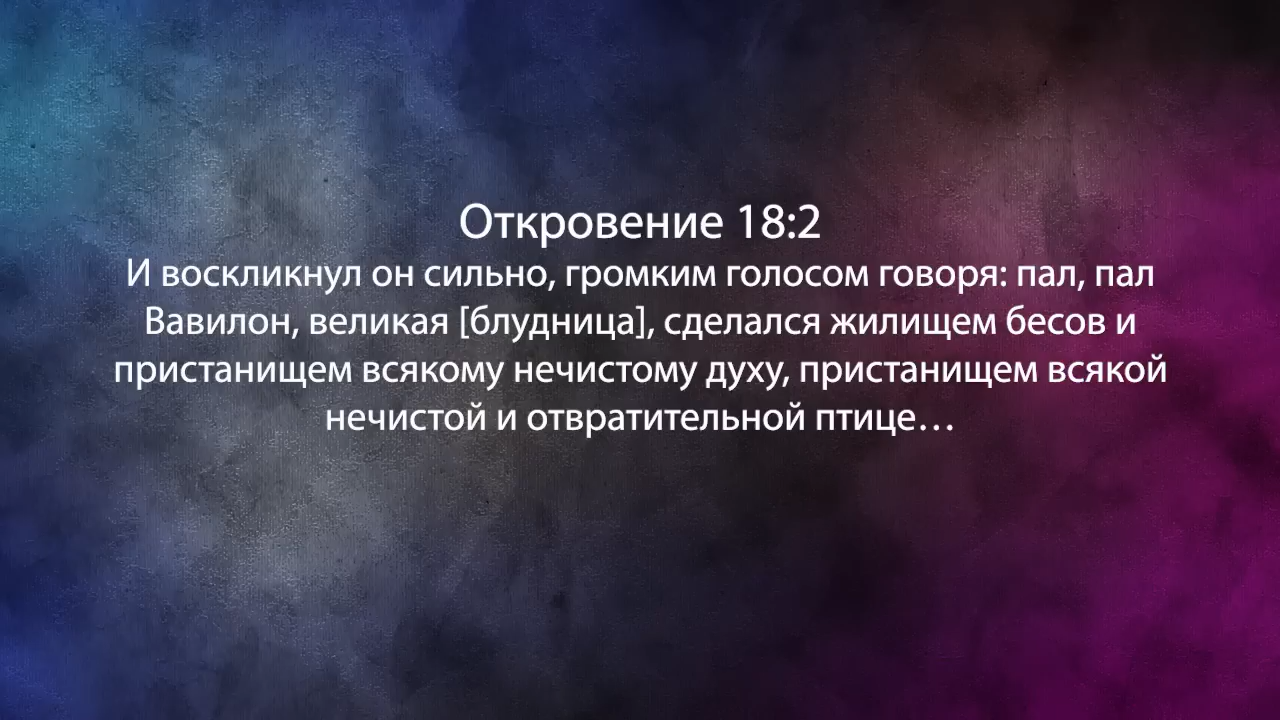 Откровение 18:2
И воскликнул он сильно, громким голосом говоря: пал, пал
Вавилон, великая [блудница], сделался жилищем бесов и
пристанищем всякому нечистому духу, пристанищем всякой
нечистой и отвратительной птице…